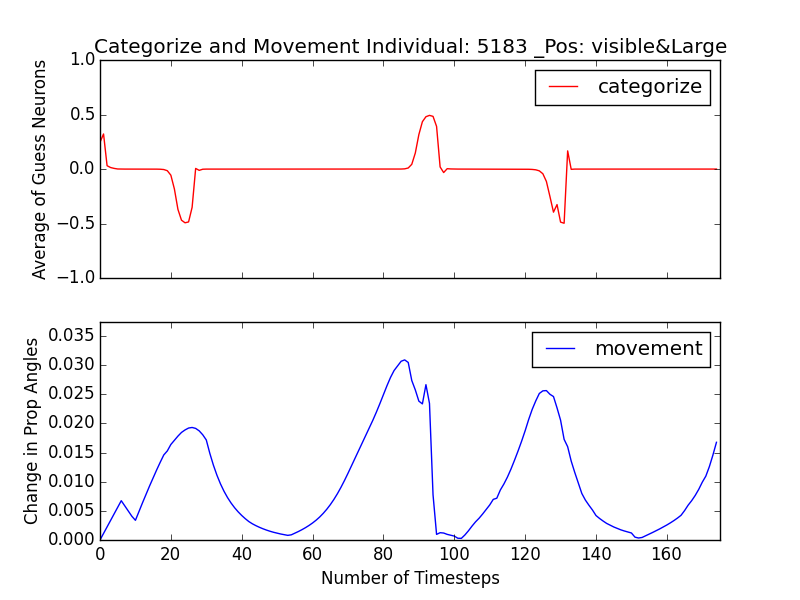 Categorize and Movement Individual: 5183 _Pos: visible&Large
1.0
0.5
0.0
−0.5
−1.0
Average of Guess Neurons
categorize
0.035
0.030
0.025
0.020
0.015
0.010
0.005
0.000
Change in Prop Angles
movement
0 20 40 60 80 100 120 140 160
Number of Timesteps